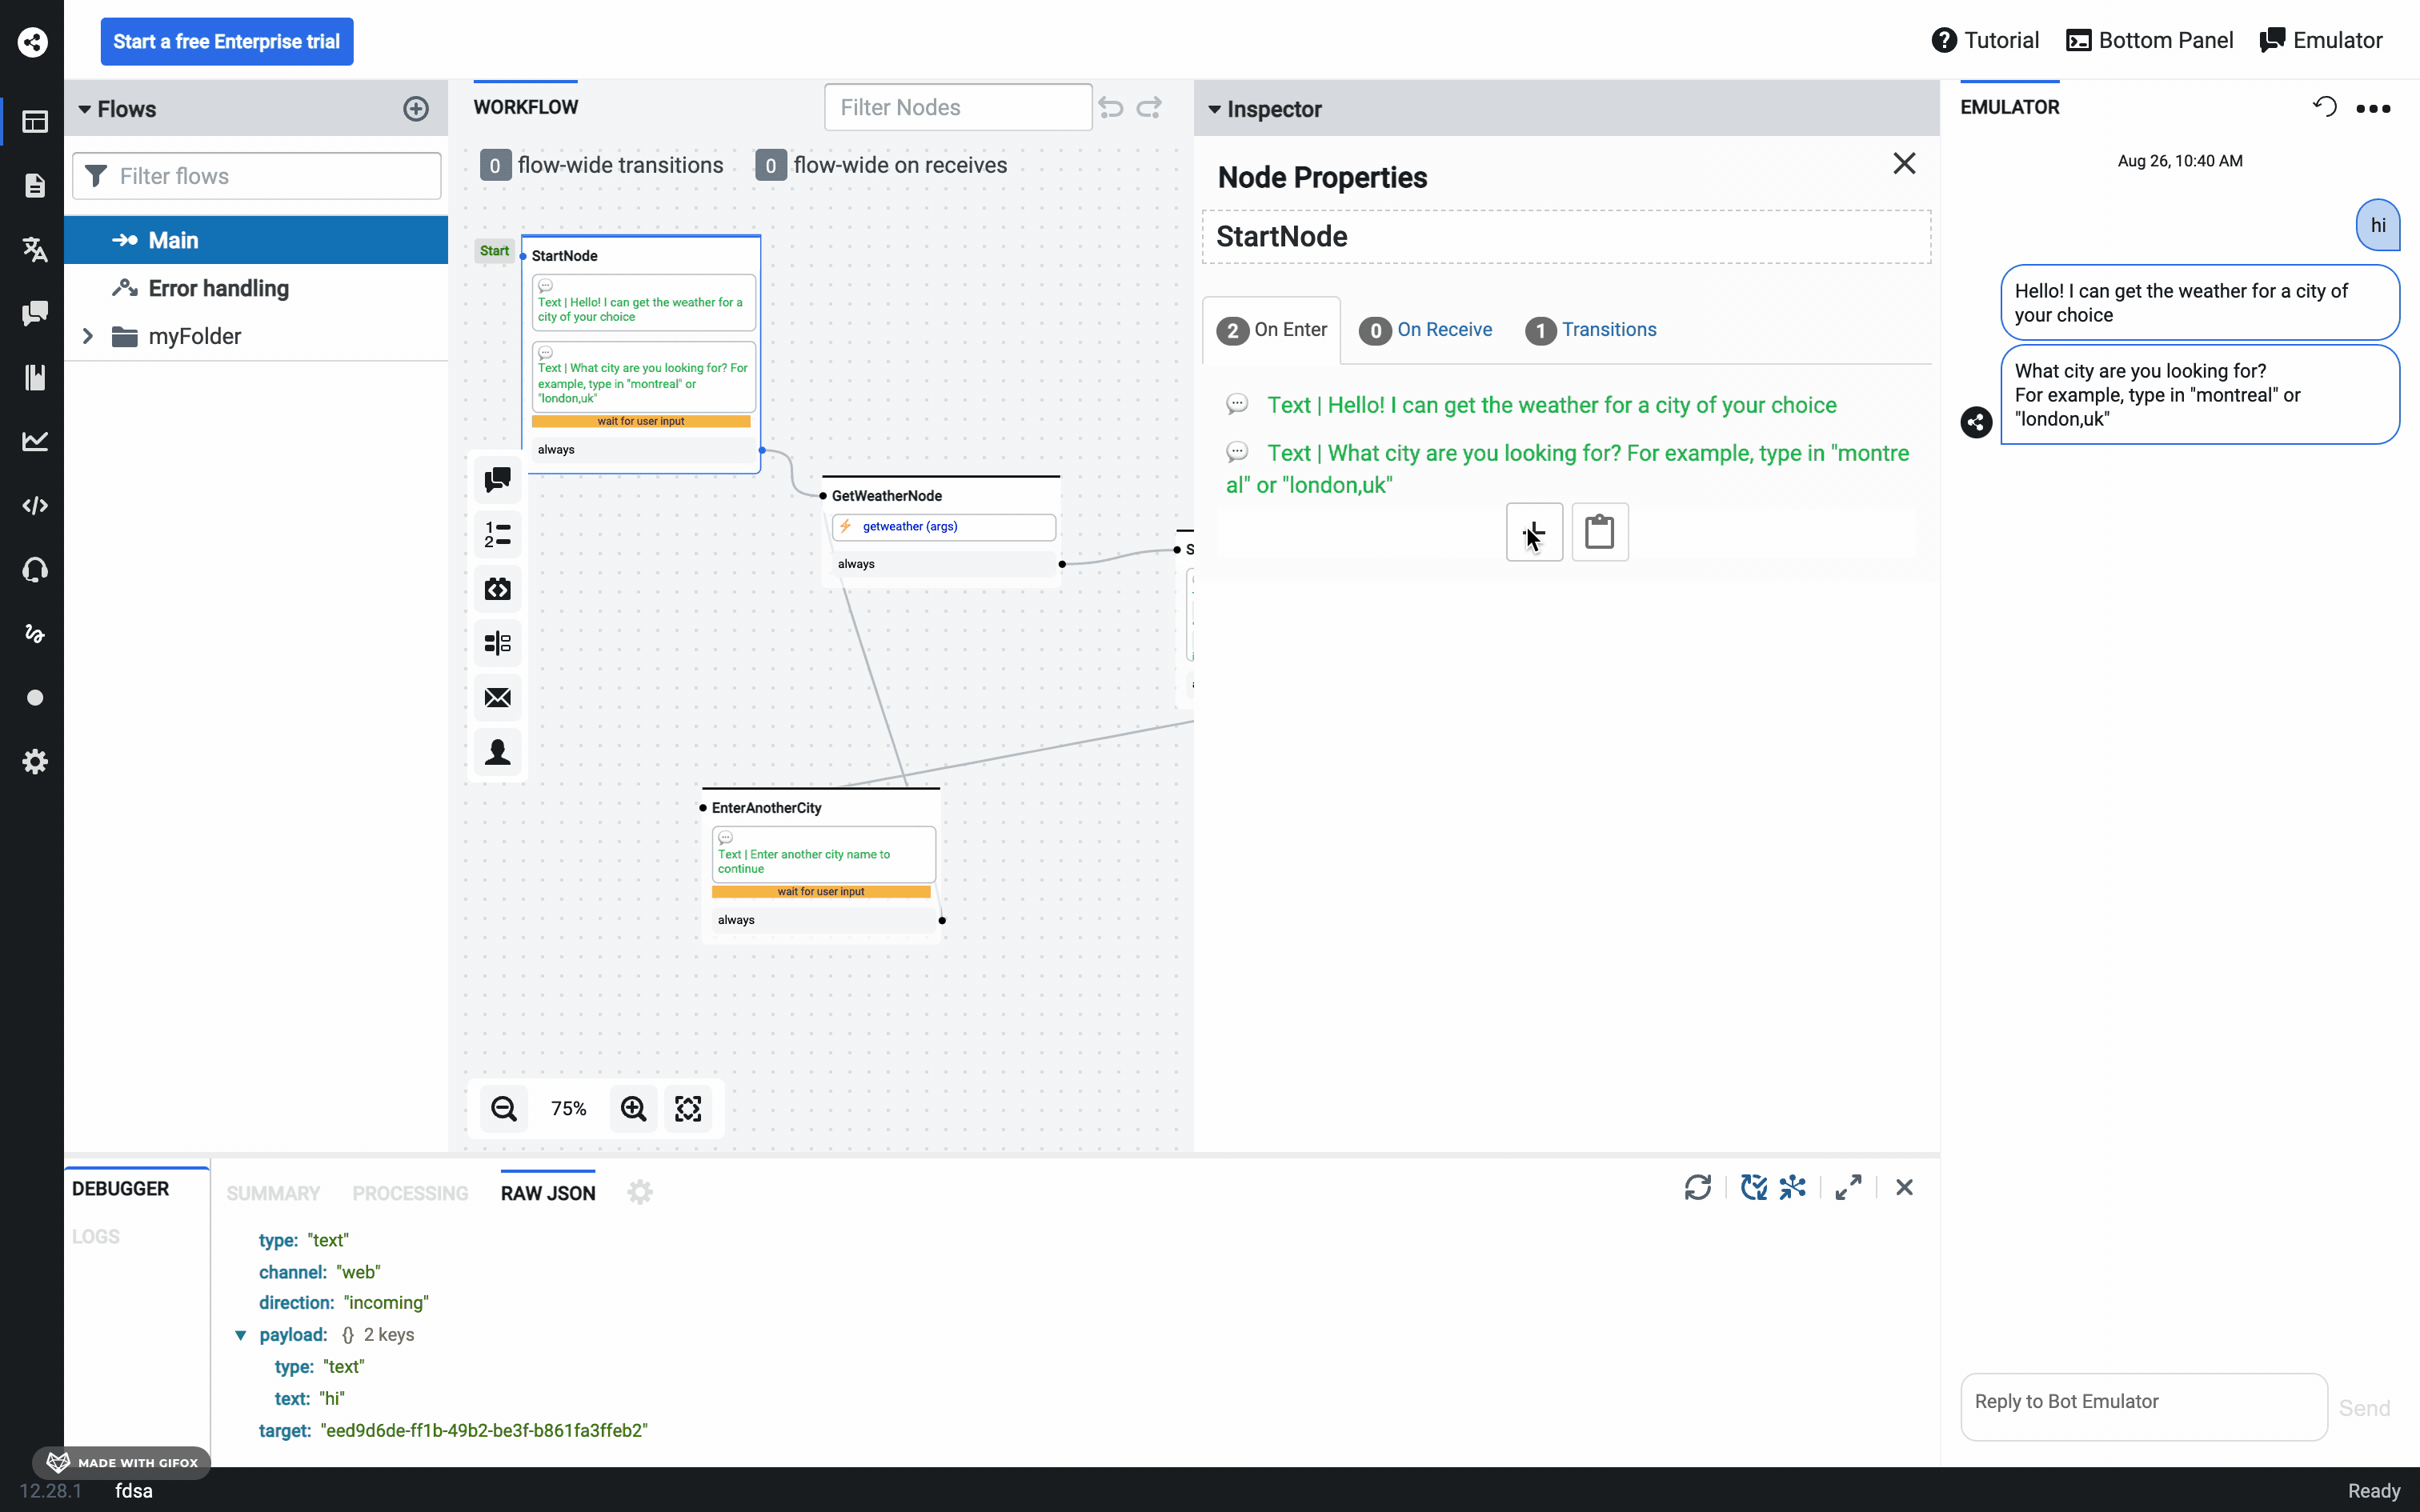 Start a free Enterprise trial
Tutorial
Bottom Panel
Emulator
Flows
Filter flows
Main
Error handling
myFolder
WORKFLOW
Filter Nodes
0 flow-wide transitions
0 flow-wide on receives
Start
StartNode
Text | Hello! I can get the weather for a
city of your choice
Text | What city are you looking for? For
example, type in "montreal" or
"london,uk"
wait for user input
always
GetWeatherNode
getweather (args)
always
S
1
2
EnterAnotherCity
Text | Enter another city name to
continue
wait for user input
always
75%
Inspector
Node Properties
StartNode
2 On Enter
0 On Receive
1 Transitions
Text | Hello! I can get the weather for a city of your choice
Text | What city are you looking for? For example, type in "montre
al" or "london,uk"
EMULATOR
Aug 26, 10:40 AM
hi
Hello! I can get the weather for a city of
your choice
What city are you looking for?
For example, type in "montreal" or
"london,uk"
Reply to Bot Emulator
Send
DEBUGGER
LOGS
SUMMARY
PROCESSING
RAW JSON
type: "text"
channel: "web"
direction: "incoming"
payload: {} 2 keys
type: "text"
text: "hi"
target: "eed9d6de-ff1b-49b2-be3f-b861fa3ffeb2"
MADE WITH GIFOX
12.28.1
fdsa
Ready